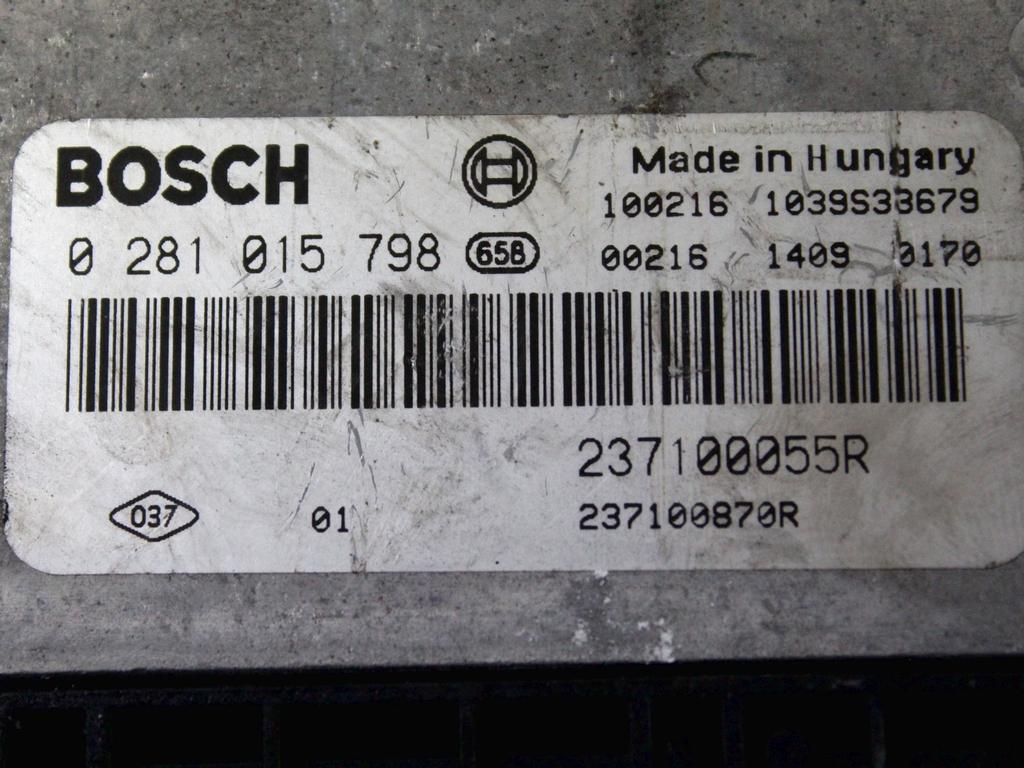 BOSCH
Made in Hungary
100216 1039S33679
0 281 015 798 658
00216 1409 0170
237100055R
037 01 237100870R